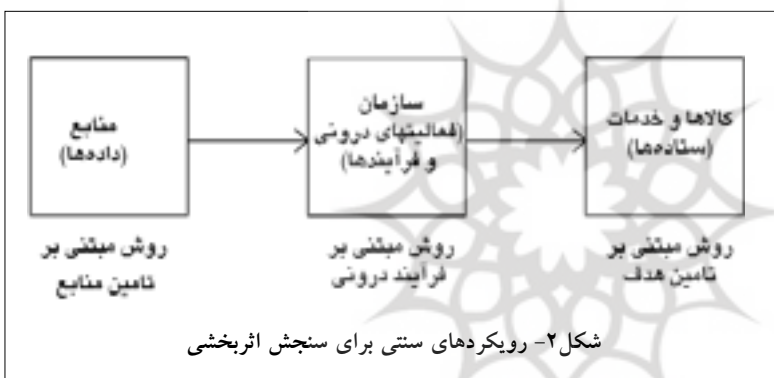 منابع
(داده‌ها)
سازمان
(فعالیتهای درونی
و فرآیندها)
کالاها و خدمات
(ستاده‌ها)
روش مبتنی بر
تامین منابع
روش مبتنی بر
فرآیند درونی
روش مبتنی بر
تامین هدف
شکل۲- رویکردهای سنتی برای سنجش اثربخشی